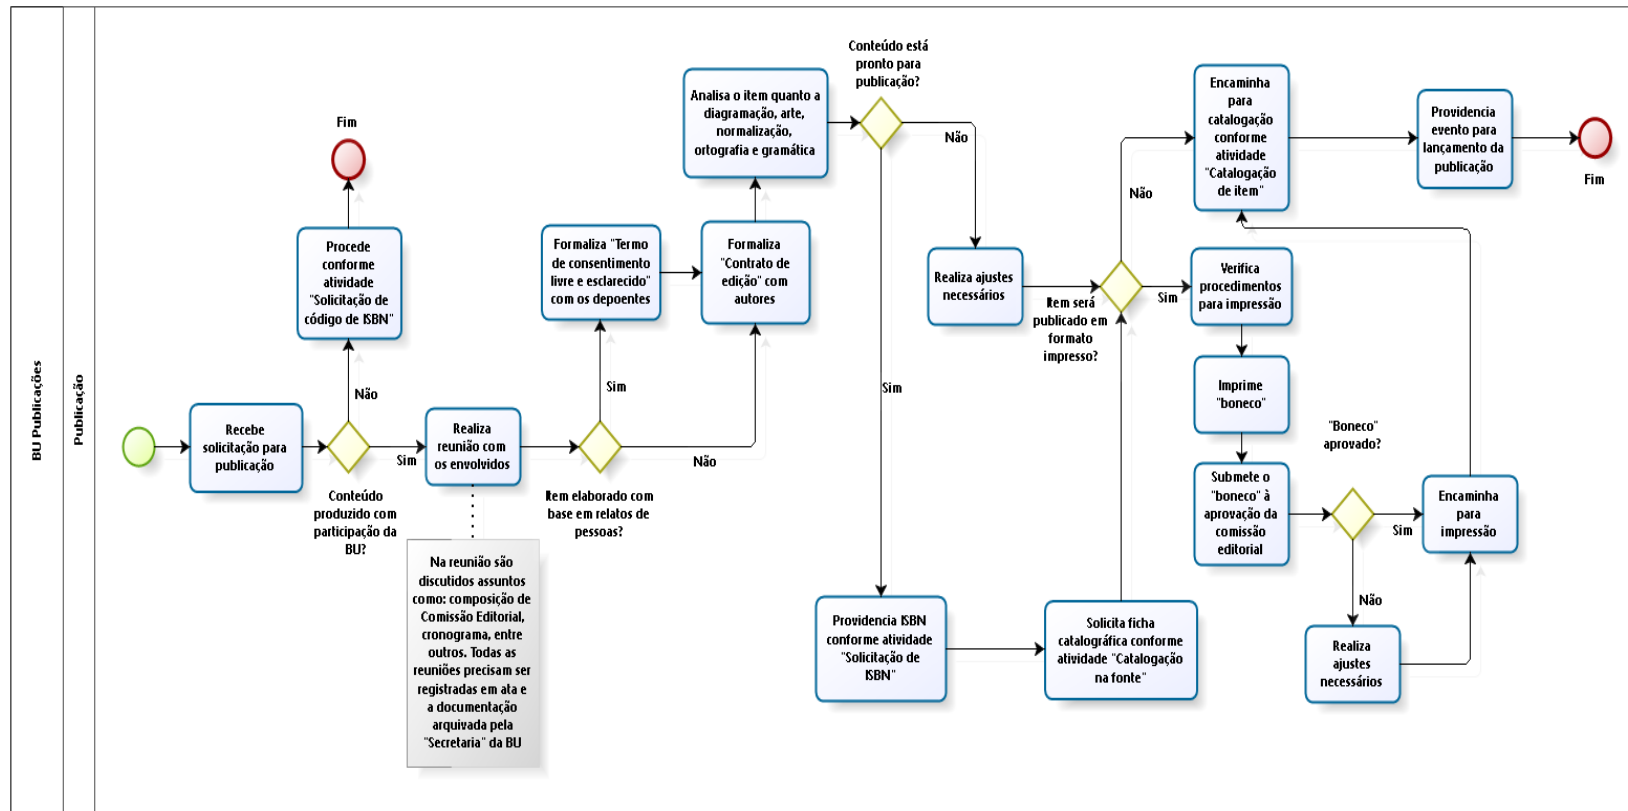 BU Publicações
Publicação
Recebe
solicitação para
publicação
Conteúdo
produzido com
participação da
BU?
Não
Sim
Procede
conforme
atividade
"Solicitação de
código de ISBN"
Fim
Realiza
reunião com
os envolvidos
Na reunião são
discutidos assuntos
como: composição de
Comissão Editorial,
cronograma, entre
outros. Todas as
reuniões precisam ser
registradas em ata e
a documentação
arquivada pela
"Secretaria" da BU
Item elaborado com
base em relatos de
pessoas?
Sim
Não
Formaliza "Termo
de consentimento
livre e esclarecido"
com os depoentes
Formaliza
"Contrato de
edição" com
autores
Analisa o item quanto a
diagramação, arte,
normalização,
ortografia e gramática
Conteúdo está
pronto para
publicação?
Não
Sim
Realiza ajustes
necessários
Providencia ISBN
conforme atividade
"Solicitação de
ISBN"
Solicita ficha
catalográfica conforme
atividade "Catalogação
na fonte"
Item será
publicado em
formato
impresso?
Não
Sim
Verifica
procedimentos
para impressão
Imprime
"boneco"
Submete o
"boneco" à
aprovação da
comissão
editorial
"Boneco"
aprovado?
Sim
Não
Realiza
ajustes
necessários
Encaminha
para
impressão
Encaminha
para
catalogação
conforme
atividade
"Catalogação
de item"
Providencia
evento para
lançamento da
publicação
Fim